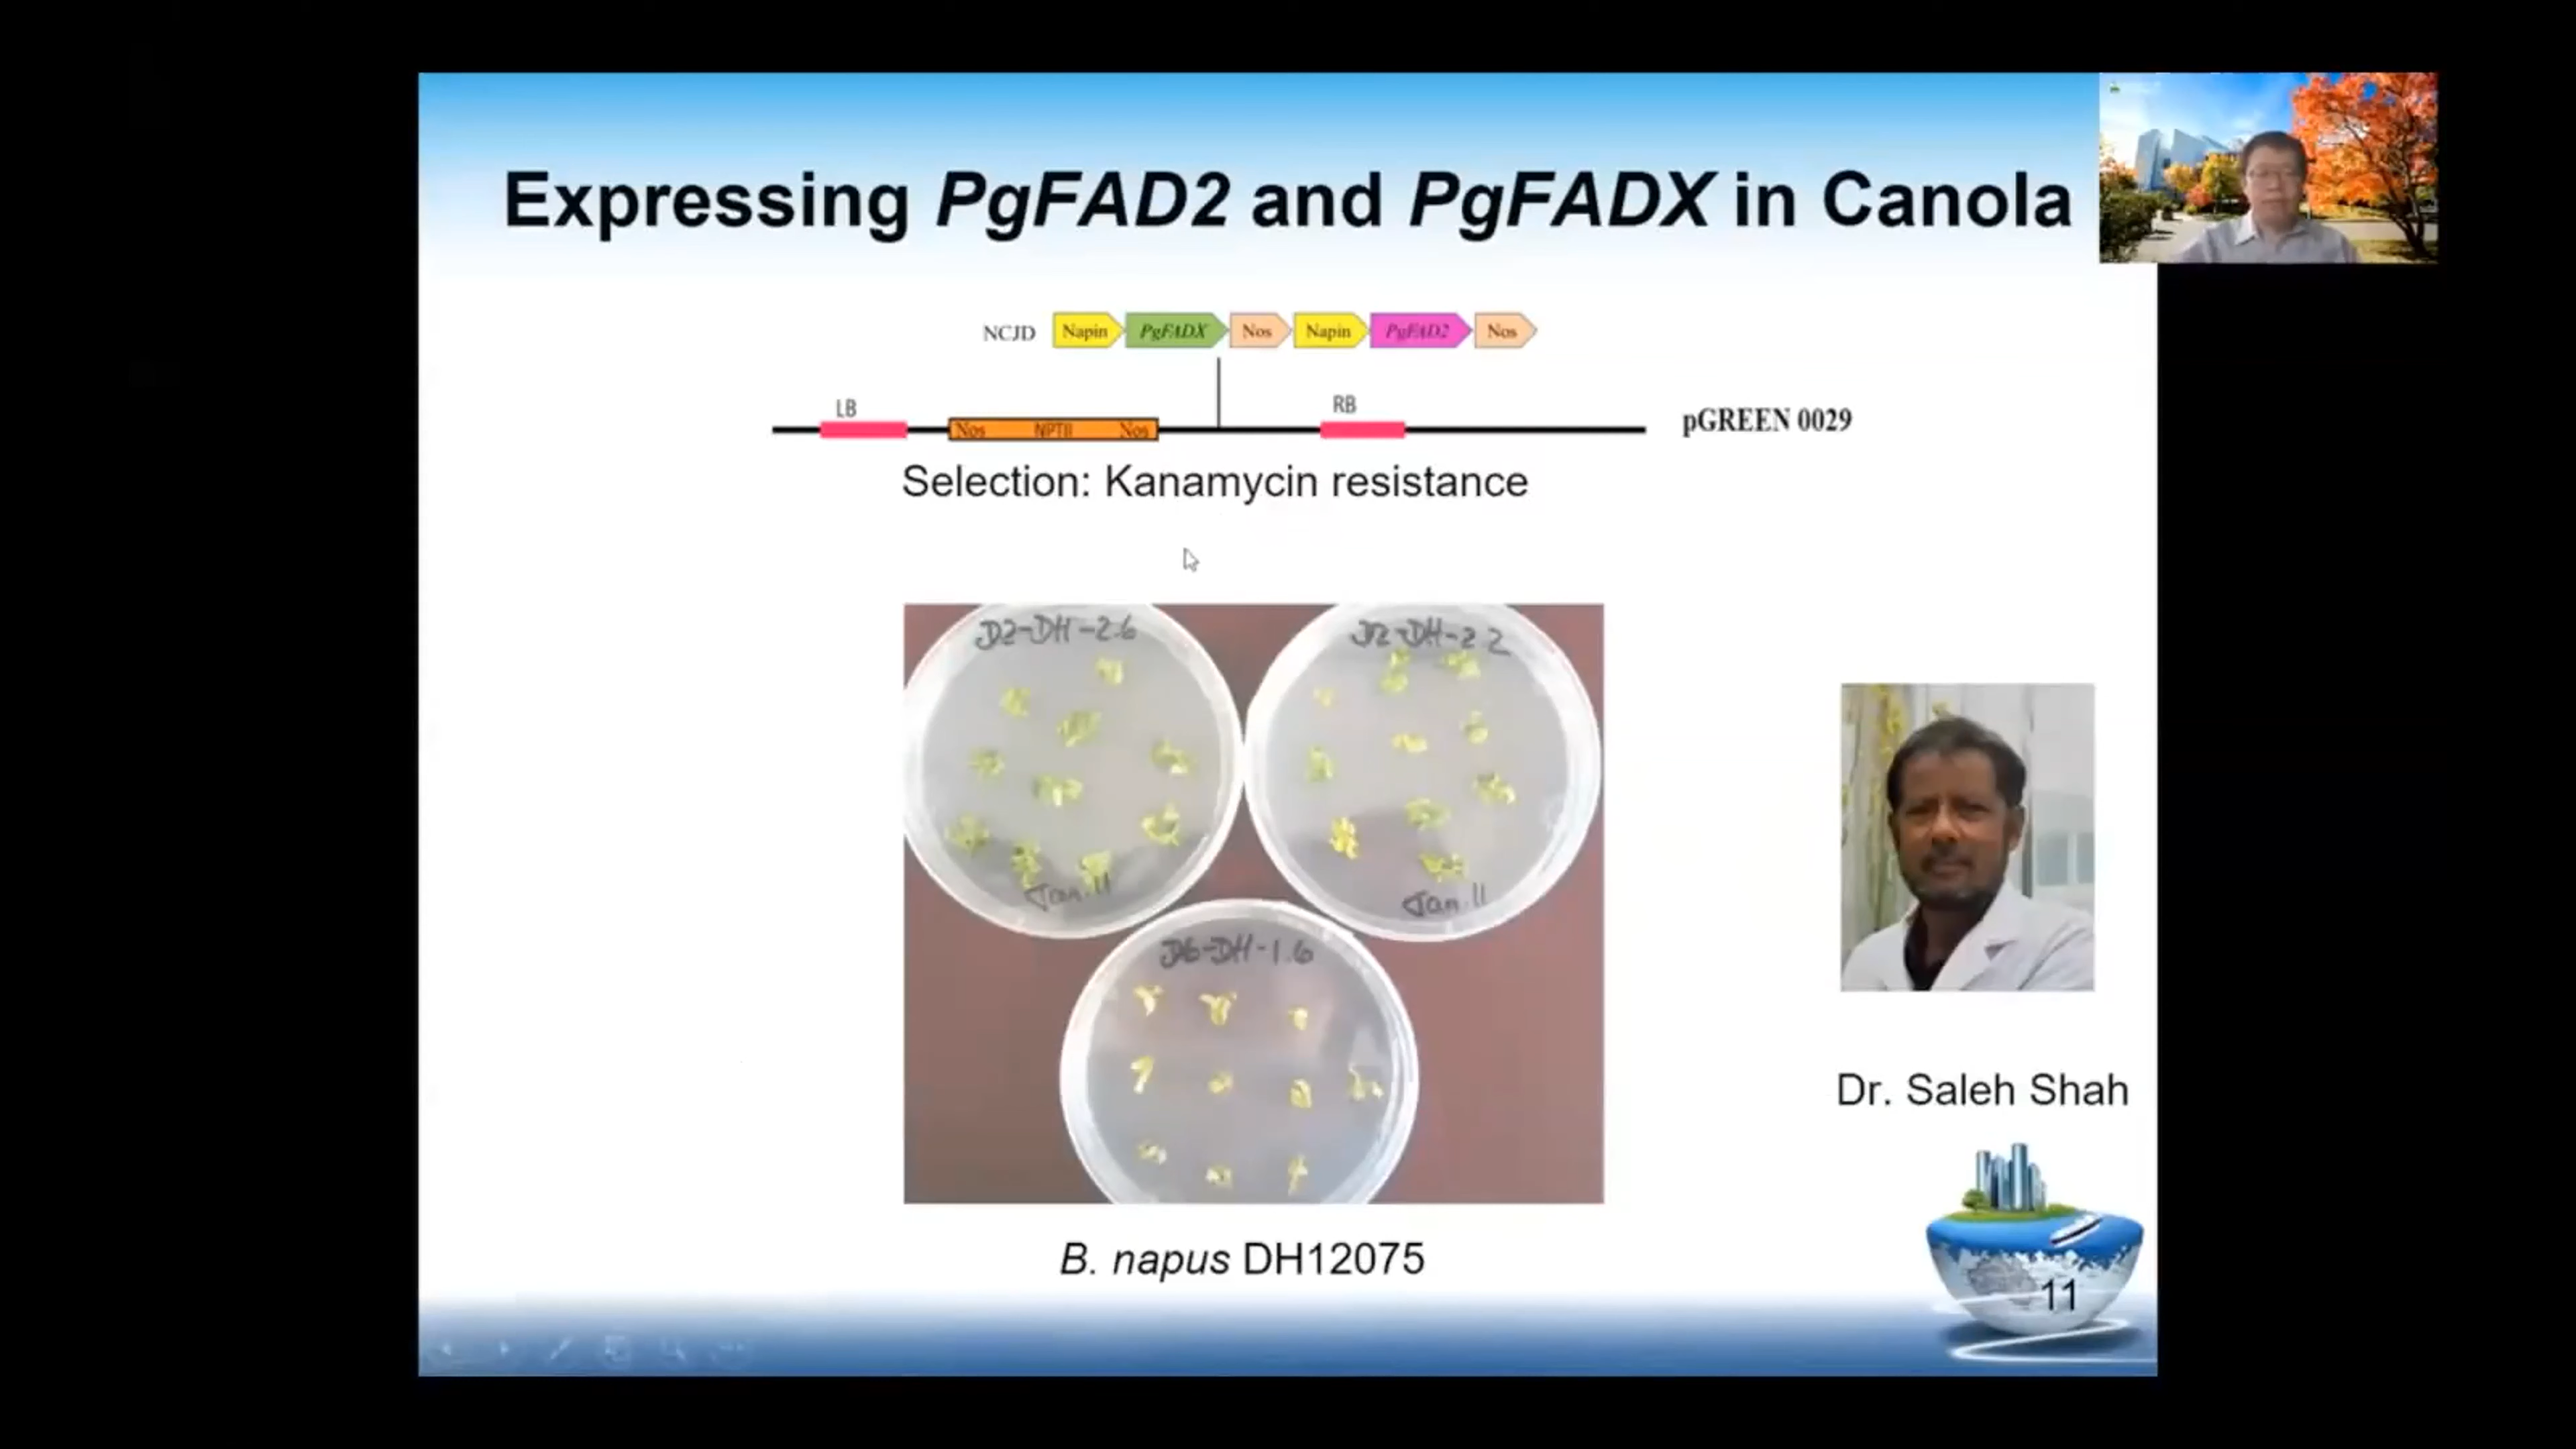 Expressing PgFAD2 and PgFADX in Canola
NCJD Napin PgFADX Nos Napin PgFAD2 Nos
LB RB
Nos NPTII Nos
pGREEN 0029
Selection: Kanamycin resistance
D2-DH-2.6
Jan.11
D2-DH-2.2
Jan.11
D6-DH-1.6
B. napus DH12075
Dr. Saleh Shah
11